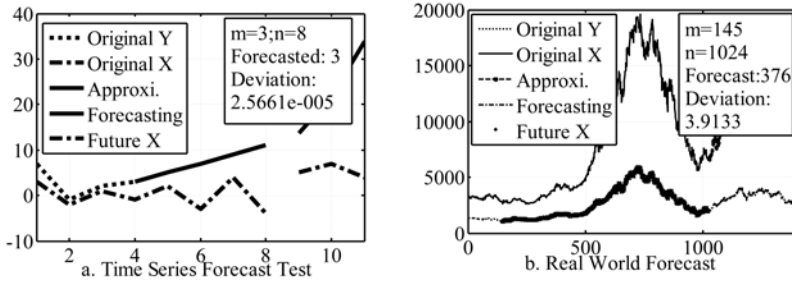 40
30
20
10
0
-10
Original Y
Original X
Approxi.
Forecasting
Future X
m=3;n=8
Forecasted: 3
Deviation:
2.5661e-005
2 4 6 8 10
a. Time Series Forecast Test
20000
15000
10000
5000
0
Original Y
Original X
Approxi.
Forecasting
Future X
m=145
n=1024
Forecast:376
Deviation:
3.9133
500 1000
b. Real World Forecast